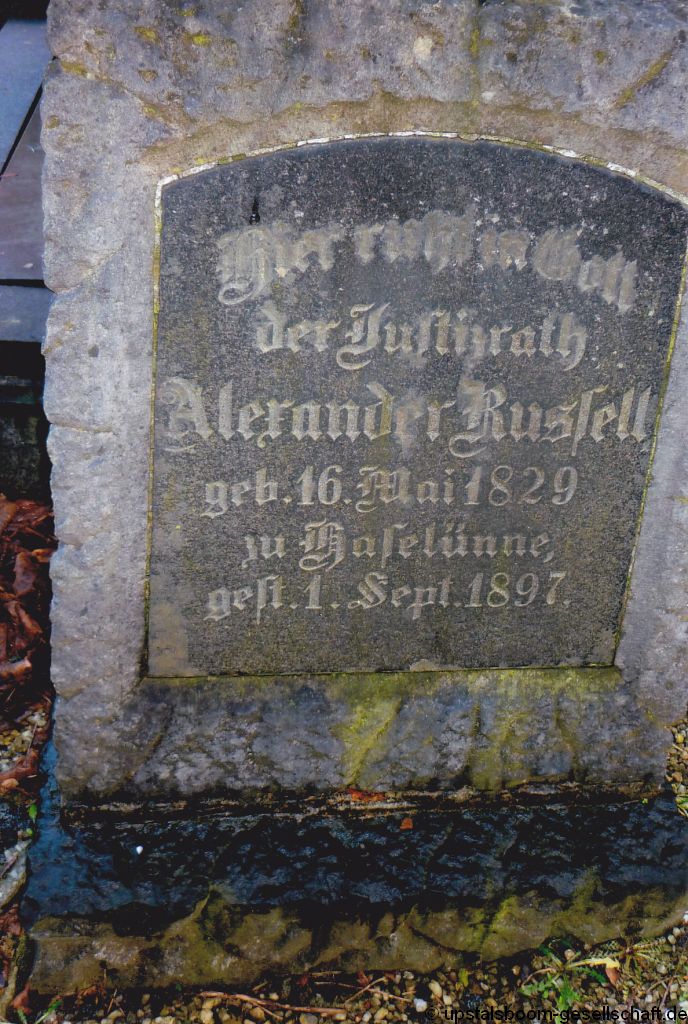 Hier ruht in Gott
der Justizrath
Alexander Russell
geb. 16. Mai 1829
zu Haselünne,
gest. 1. Sept. 1897.
© upstalsboom-gesellschaft.de